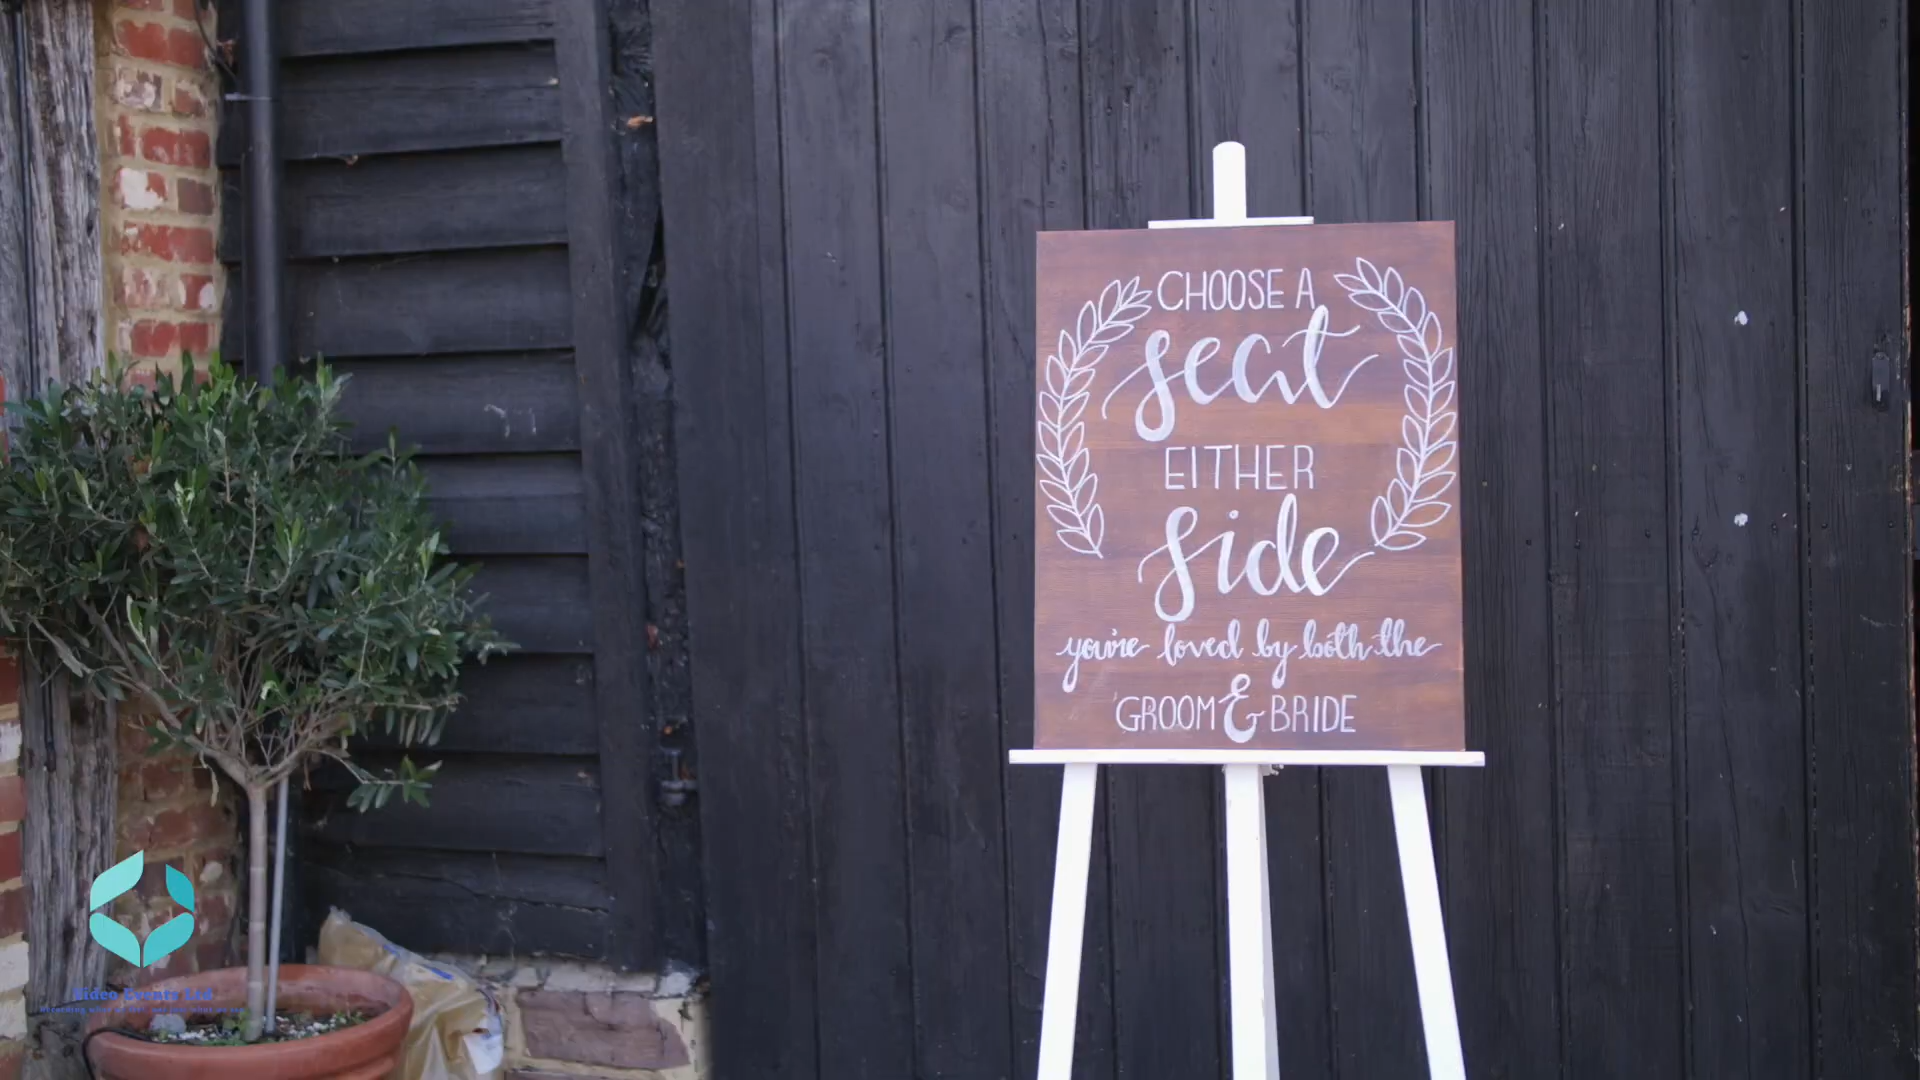 CHOOSE A
seat
EITHER
side
you're loved by both the
GROOM & BRIDE
Video Events Ltd